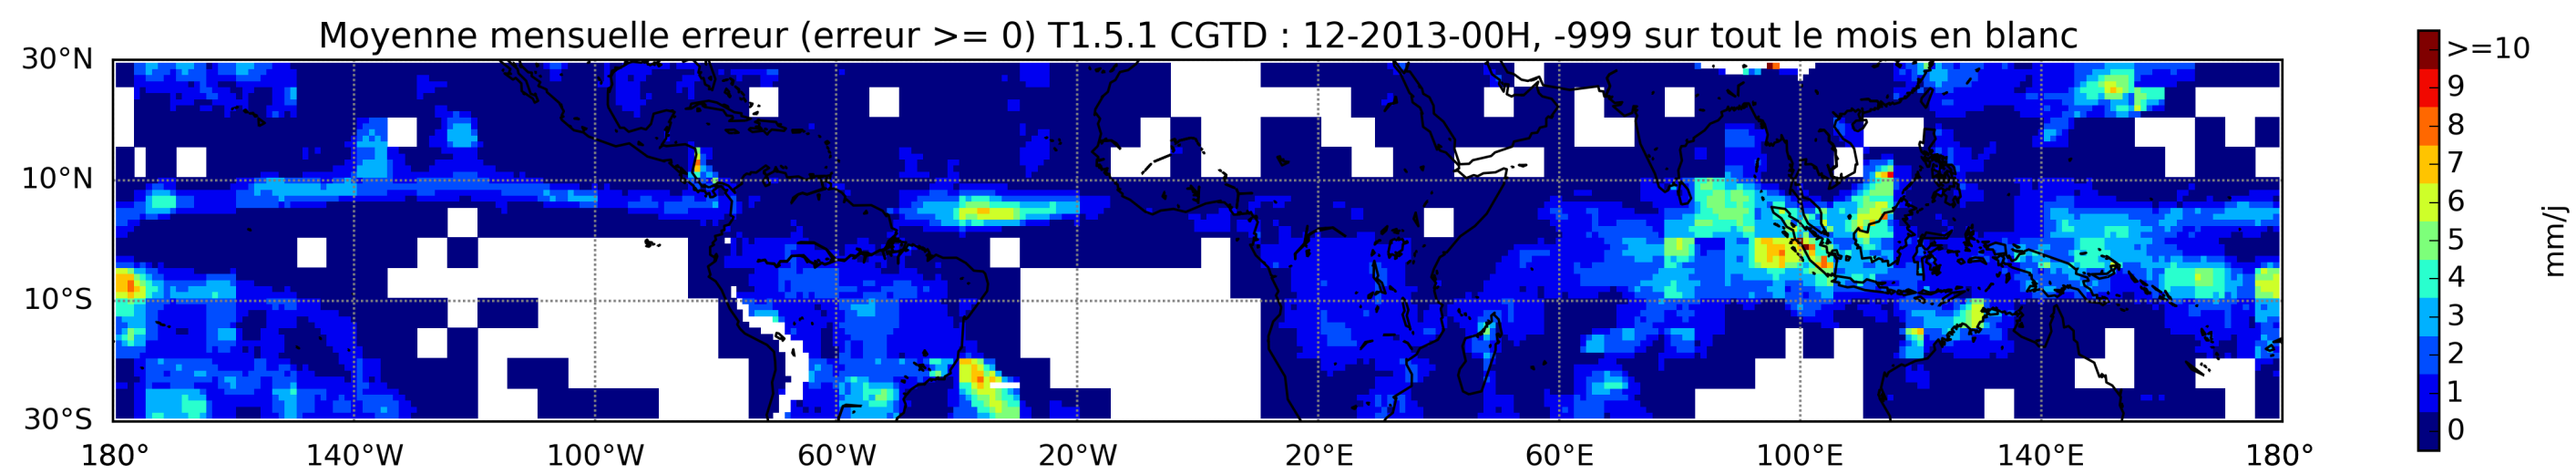 Moyenne mensuelle erreur (erreur >= 0) T1.5.1 CGTD : 12-2013-00H, -999 sur tout le mois en blanc
30°N
10°N
10°S
30°S
180° 140°W 100°W 60°W 20°W 20°E 60°E 100°E 140°E 180°
>=10
9
8
7
6
5
4
3
2
1
0
mm/j